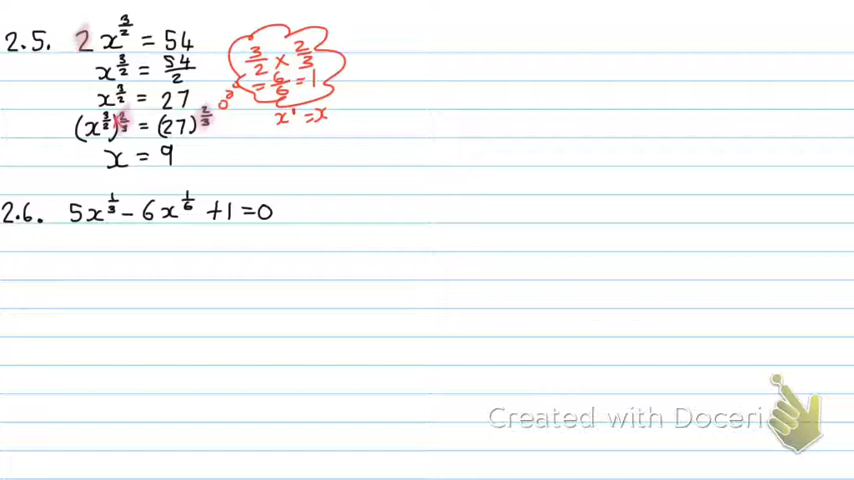 2.5. 2x^(3/2) = 54
x^(3/2) = 54/2
x^(3/2) = 27
(x^(3/2))^(2/3) = (27)^(2/3)
x = 9
3/2 × 2/3
= 6/6 = 1
x^1 = x
2.6. 5x^(1/3) - 6x^(1/6) + 1 = 0
Created with Doceri